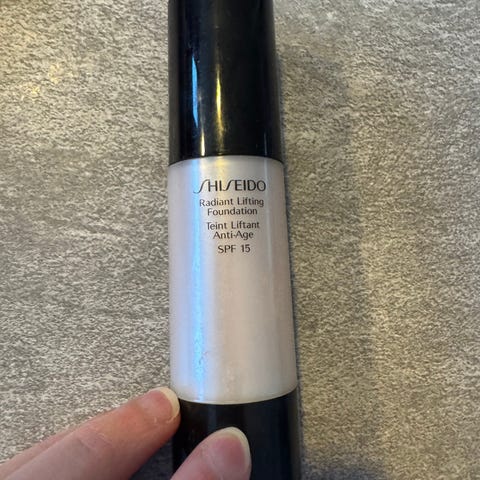 SHISEIDO
Radiant Lifting
Foundation
Teint Liftant
Anti-Age
SPF 15